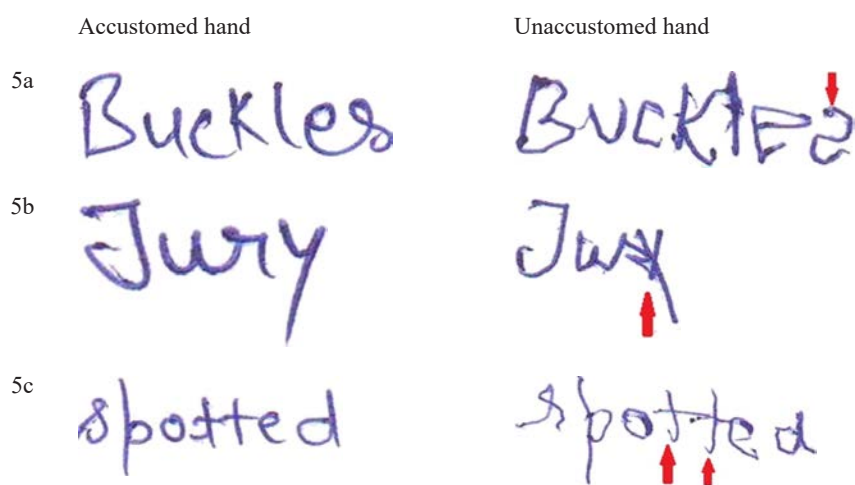 Accustomed hand Unaccustomed hand
5a Buckles BUCKLES
5b Jury Jury
5c spotted spotted